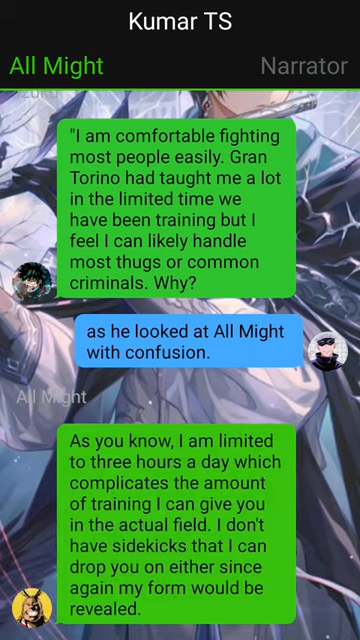 Kumar TS
All Might
Narrator
"I am comfortable fighting
most people easily. Gran
Torino had taught me a lot
in the limited time we
have been training but I
feel I can likely handle
most thugs or common
criminals. Why?
as he looked at All Might
with confusion.
All Might
As you know, I am limited
to three hours a day which
complicates the amount
of training I can give you
in the actual field. I don't
have sidekicks that I can
drop you on either since
again my form would be
revealed.